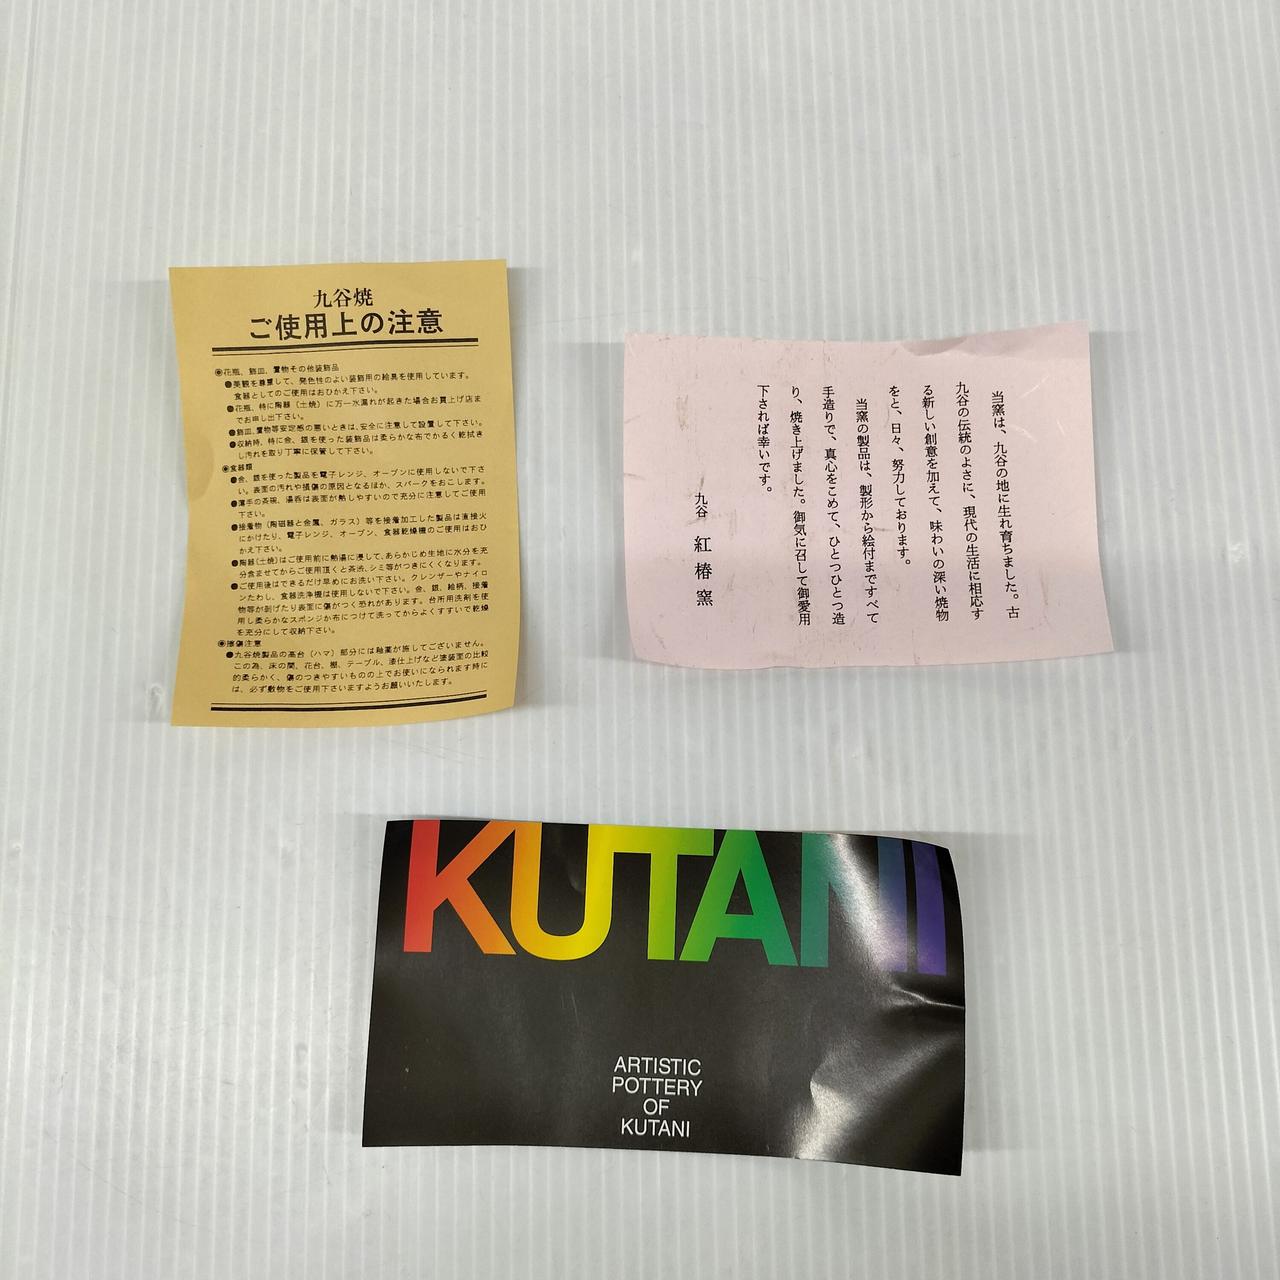 九谷焼
ご使用上の注意
◉花瓶、飾皿、置物その他装飾品
●美観を尊重して、発色性のよい装飾用の絵具を使用しています。
食器としてのご使用はおひかえ下さい。
●花瓶、特に陶器(土焼)に万一水漏れが起きた場合お買上げ店ま
でお申し出下さい。
●飾皿、置物等安定感の悪いときは、安全に注意して設置して下さい。
●収納時、特に金、銀を使った装飾品は柔らかな布でかるく乾拭き
し汚れを取り丁寧に保管して下さい。
◉食器類
●金、銀を使った製品を電子レンジ、オーブンに使用しないで下さ
い。表面の汚れや損傷の原因となるほか、スパークをおこします。
●薄手の茶碗、湯呑は表面が熱しやすいので充分に注意してご使用
下さい。
●接着物(陶磁器と金属、ガラス)等を接着加工した製品は直接火
にかけたり、電子レンジ、オーブン、食器乾燥機のご使用はおひ
かえ下さい。
●陶器(土焼)はご使用前に熱湯に浸して、あらかじめ生地に水分を充
分含ませてからご使用頂くと茶渋、シミ等がつきにくくなります。
●ご使用後はできるだけ早めにお洗い下さい。クレンザーやナイロ
ンたわし、食器洗浄機は使用しないで下さい。金、銀、絵柄、接着
物等が剥げたり表面に傷がつく恐れがあります。台所用洗剤を使
用し柔らかなスポンジか布につけて洗ってからよくすすいで乾燥
を充分にして収納下さい。
◉擦傷注意
●九谷焼製品の高台(ハマ)部分には釉薬が施してございません。
この為、床の間、花台、棚、テーブル、漆仕上げなど塗装面の比較
的柔らかく、傷のつきやすいものの上でお使いになられます時に
は、必ず敷物をご使用下さいますようお願いいたします。
当窯は、九谷の地に生れ育ちました。古
九谷の伝統のよさに、現代の生活に相応す
る新しい創意を加えて、味わいの深い焼物
をと、日々、努力しております。
当窯の製品は、製形から絵付まですべて
手造りで、真心をこめて、ひとつひとつ造
り、焼き上げました。御気に召して御愛用
下されば幸いです。
九谷 紅椿窯
KUTANI
ARTISTIC
POTTERY
OF
KUTANI